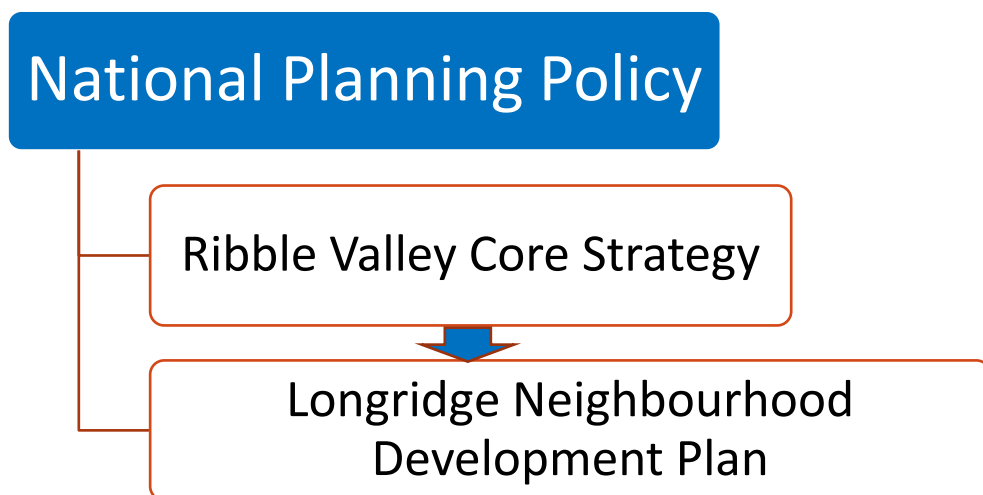 National Planning Policy
Ribble Valley Core Strategy
Longridge Neighbourhood
Development Plan